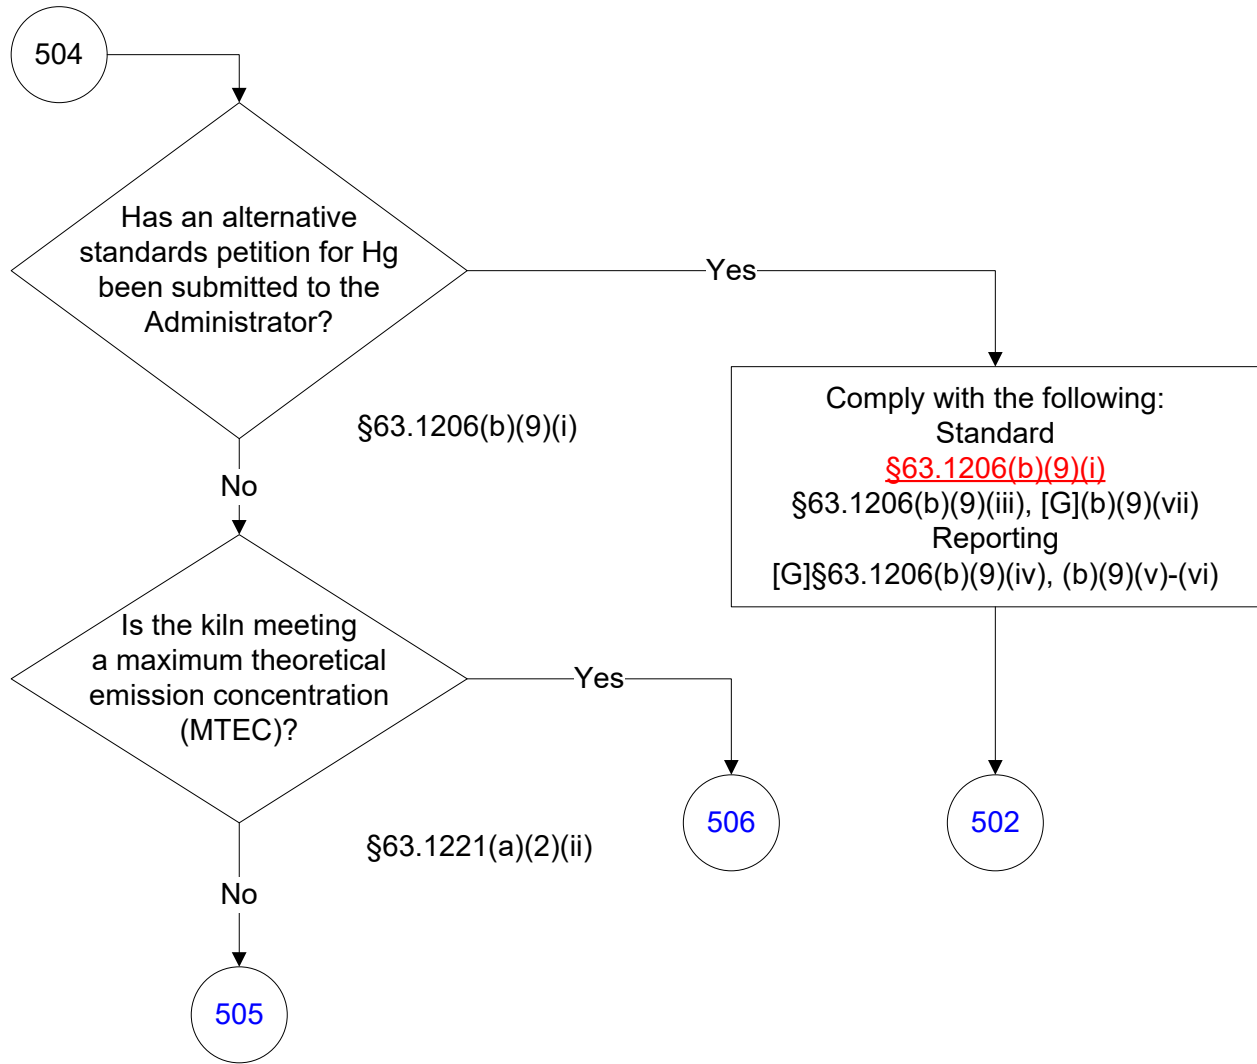 504
Has an alternative
standards petition for Hg
been submitted to the
Administrator?
Yes
§63.1206(b)(9)(i)
No
Comply with the following:
Standard
§63.1206(b)(9)(i)
§63.1206(b)(9)(iii), [G](b)(9)(vii)
Reporting
[G]§63.1206(b)(9)(iv), (b)(9)(v)-(vi)
Is the kiln meeting
a maximum theoretical
emission concentration
(MTEC)?
Yes
§63.1221(a)(2)(ii)
No
506
502
505